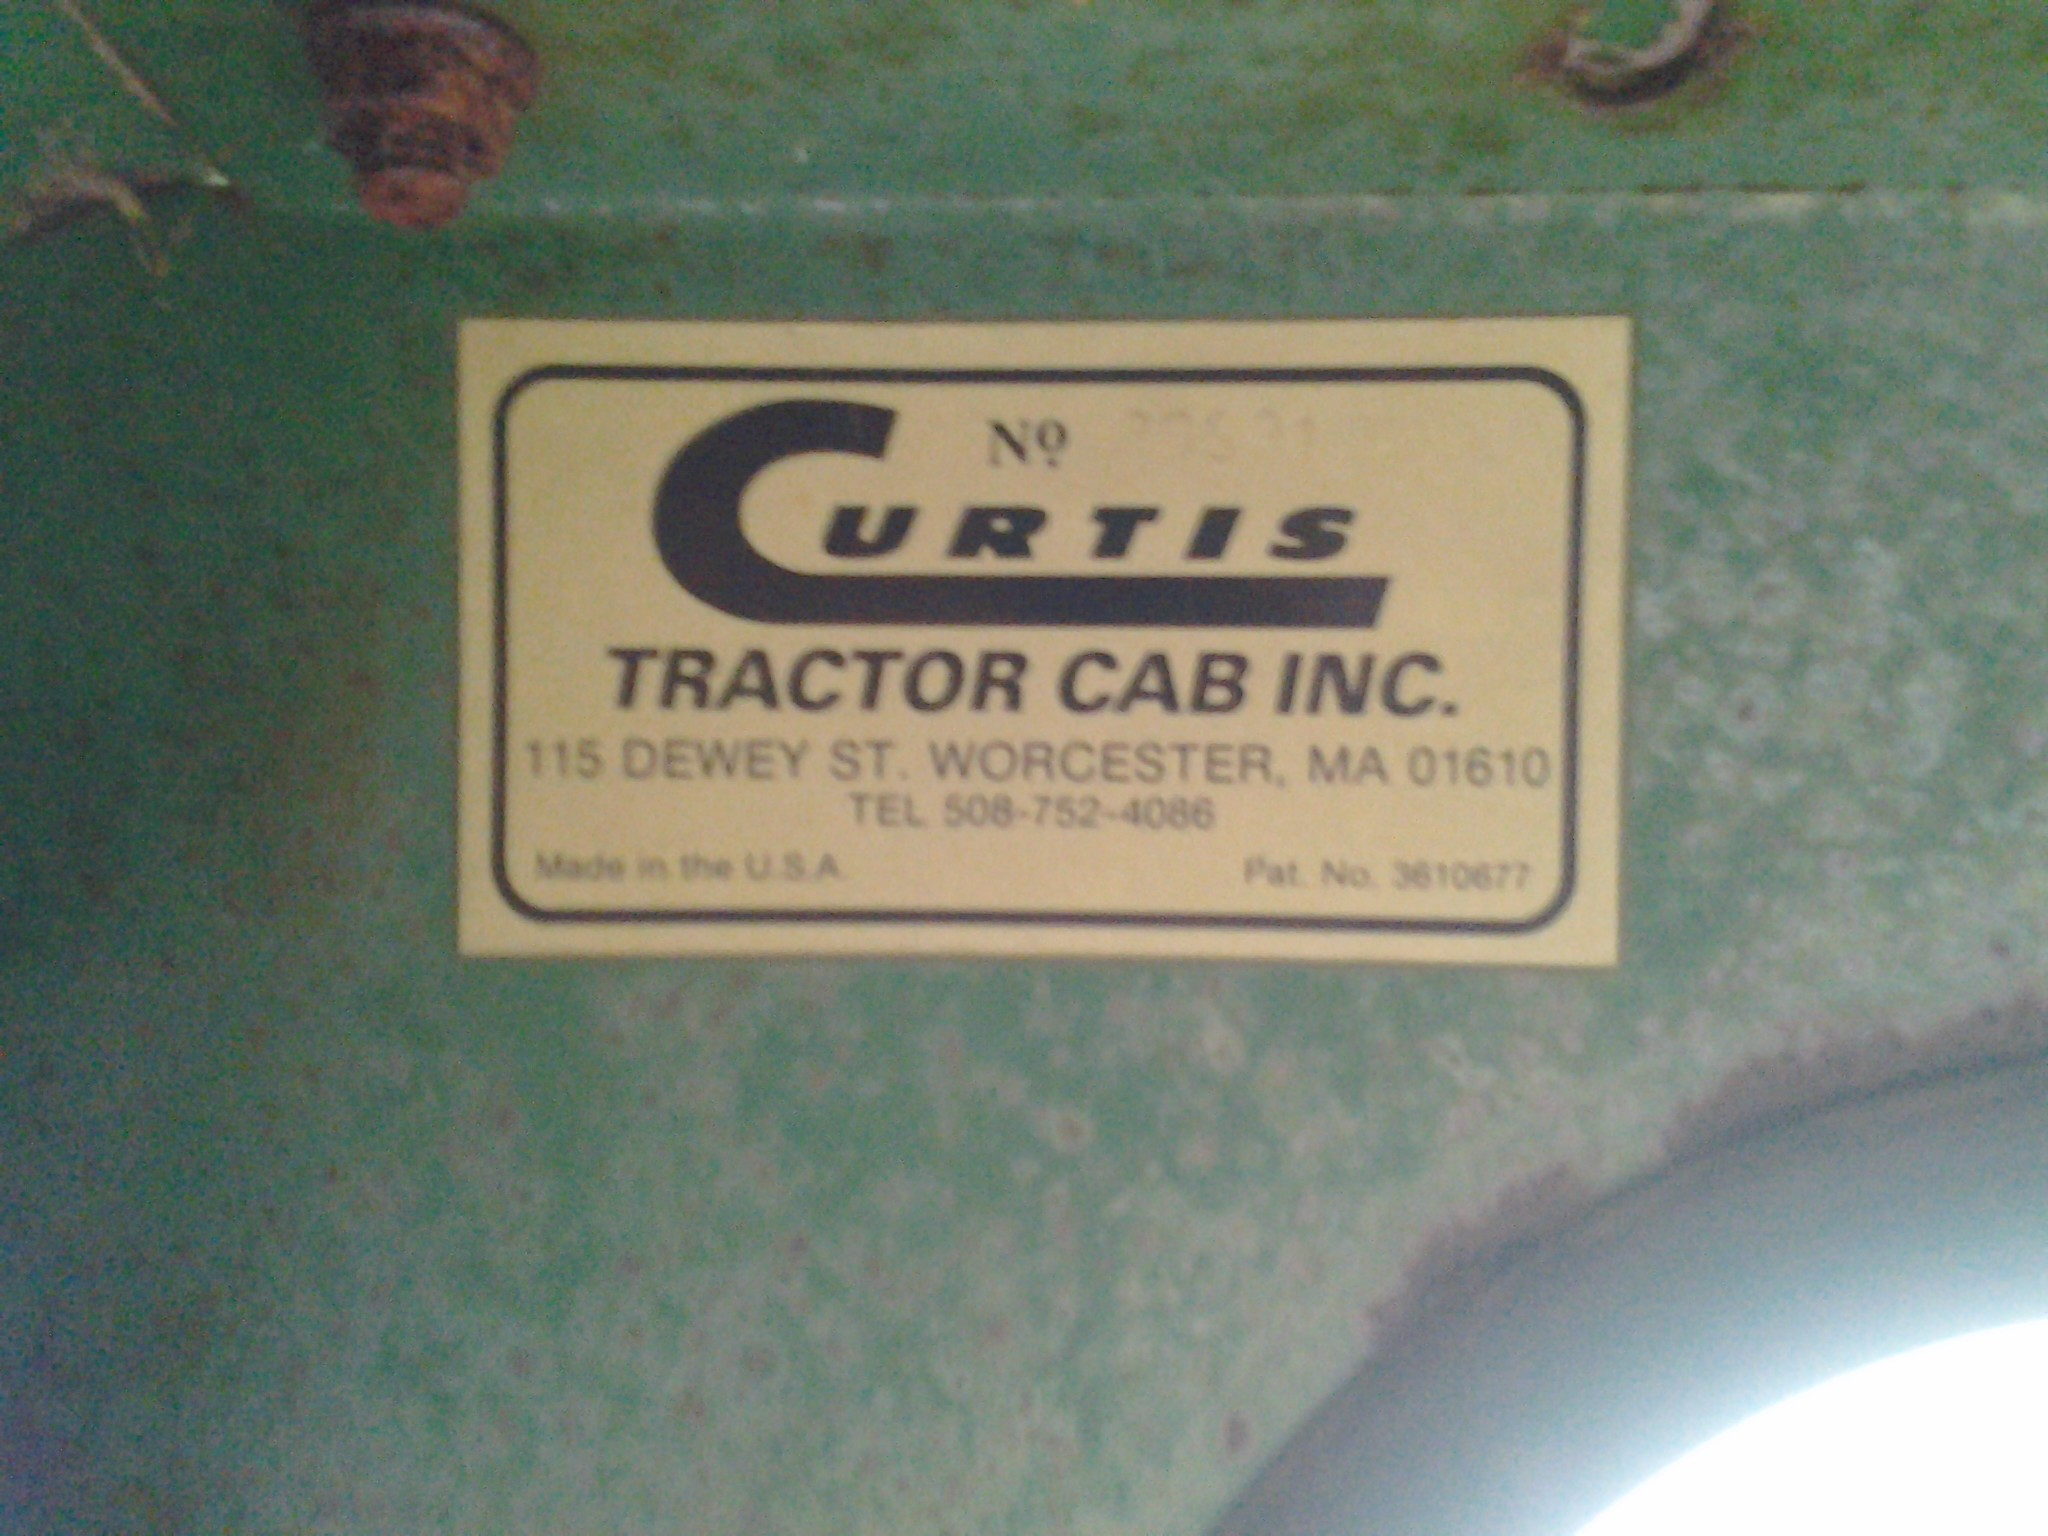 Nº
CURTIS
TRACTOR CAB INC.
115 DEWEY ST. WORCESTER, MA 01610
TEL 508-752-4086
Made in the U.S.A.
Pat. No. 3610677